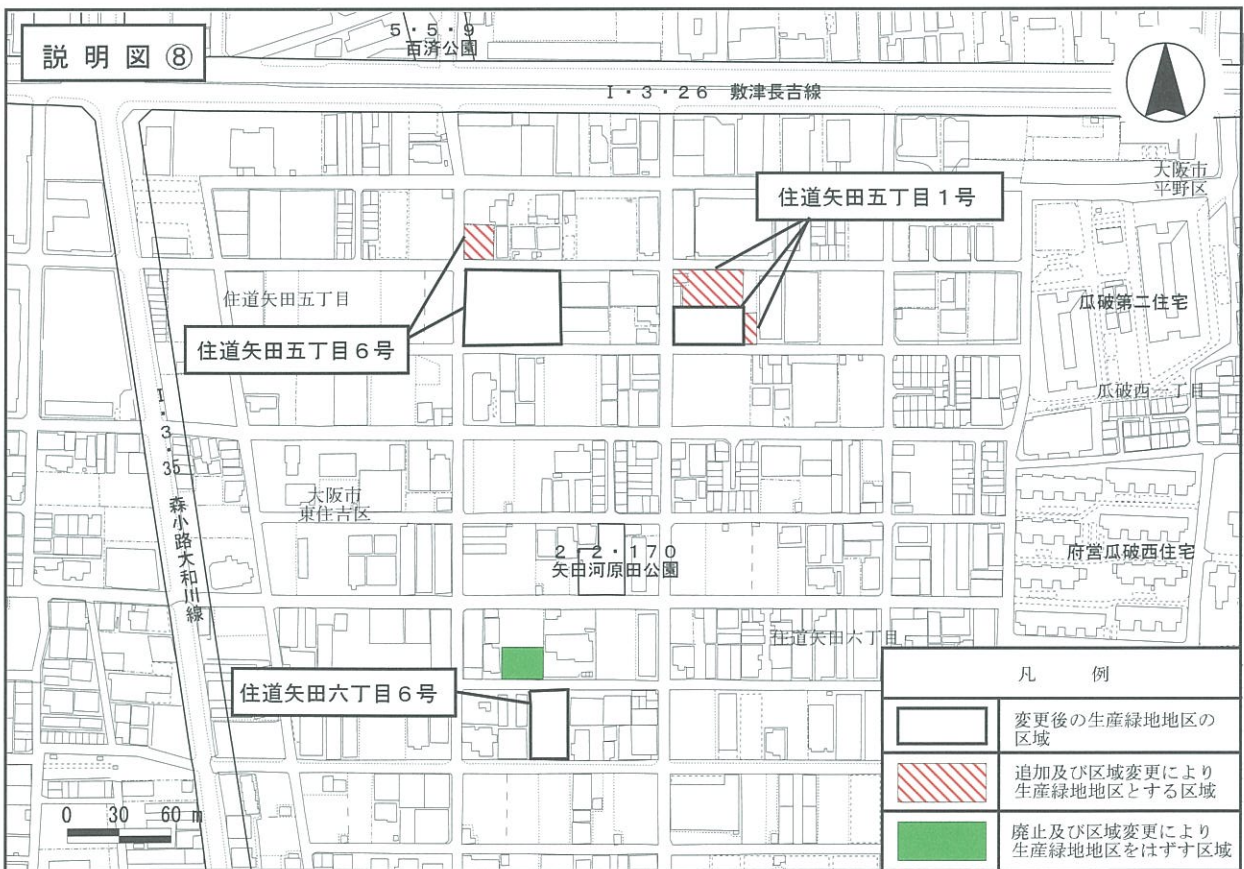 説明図⑧
5・5・9
百済公園
I・3・26 敷津長吉線
大阪市
平野区
住道矢田五丁目1号
住道矢田五丁目
瓜破第二住宅
住道矢田五丁目6号
瓜破西一丁目
I・3・35 森小路大和川線
大阪市
東住吉区
2・2・170
矢田河原田公園
府営瓜破西住宅
住道矢田六丁目
住道矢田六丁目6号
0 30 60 m
凡例
変更後の生産緑地地区の
区域
追加及び区域変更により
生産緑地地区とする区域
廃止及び区域変更により
生産緑地地区をはずす区域